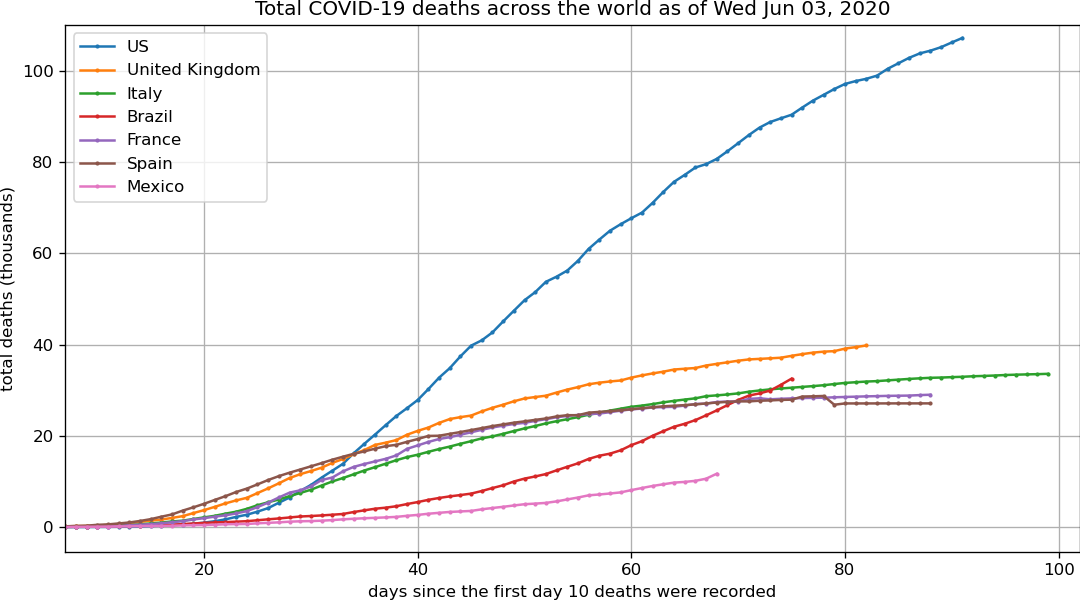 Total COVID-19 deaths across the world as of Wed Jun 03, 2020
US
United Kingdom
Italy
Brazil
France
Spain
Mexico
total deaths (thousands)
100
80
60
40
20
0
20 40 60 80 100
days since the first day 10 deaths were recorded